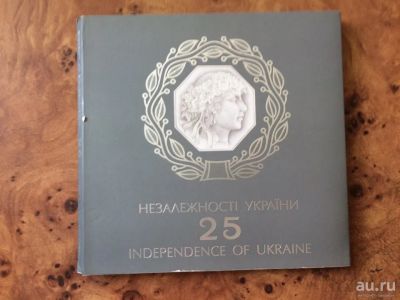 НЕЗАЛЕЖНОСТІ УКРАЇНИ
25
INDEPENDENCE OF UKRAINE
au.ru